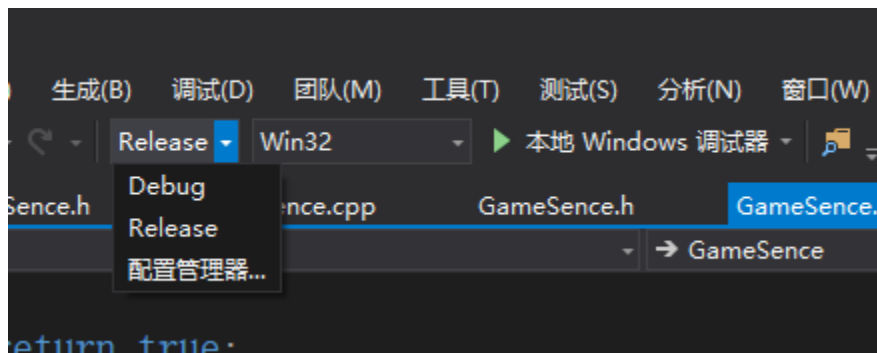 生成(B) 调试(D) 团队(M) 工具(T) 测试(S) 分析(N) 窗口(W)
Release Win32 本地 Windows 调试器
Sence.h ence.cpp GameSence.h GameSence.
Debug
Release
配置管理器...
GameSence
return true;